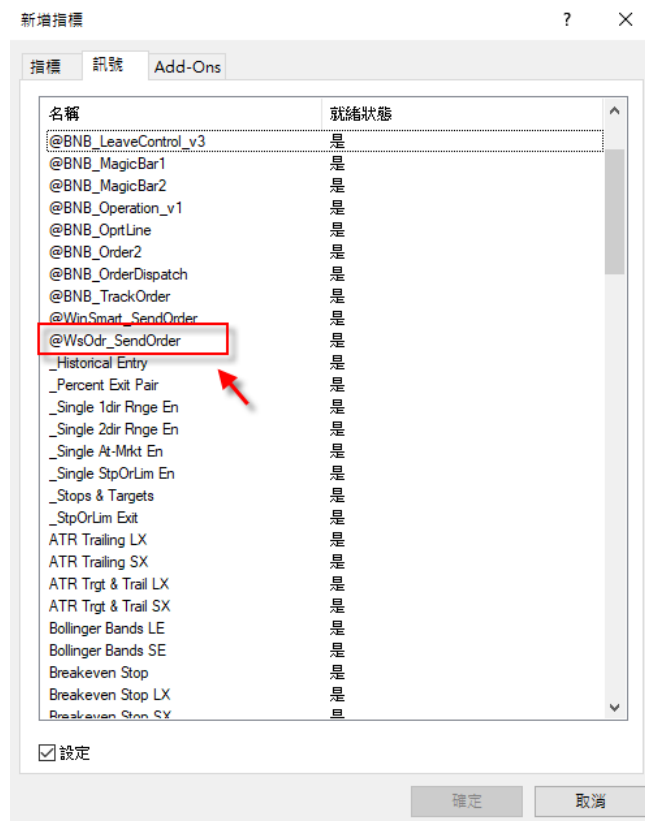 新增指標 ? ×
指標 訊號 Add-Ons
名稱 就緒狀態
@BNB_LeaveControl_v3 是
@BNB_MagicBar1 是
@BNB_MagicBar2 是
@BNB_Operation_v1 是
@BNB_OprtLine 是
@BNB_Order2 是
@BNB_OrderDispatch 是
@BNB_TrackOrder 是
@WinSmart_SendOrder 是
@WsOdr_SendOrder 是
_Historical Entry 是
_Percent Exit Pair 是
_Single 1dir Rnge En 是
_Single 2dir Rnge En 是
_Single At-Mrkt En 是
_Single StpOrLim En 是
_Stops & Targets 是
_StpOrLim Exit 是
ATR Trailing LX 是
ATR Trailing SX 是
ATR Trgt & Trail LX 是
ATR Trgt & Trail SX 是
Bollinger Bands LE 是
Bollinger Bands SE 是
Breakeven Stop 是
Breakeven Stop LX 是
Breakeven Stop SX 是
設定
確定 取消